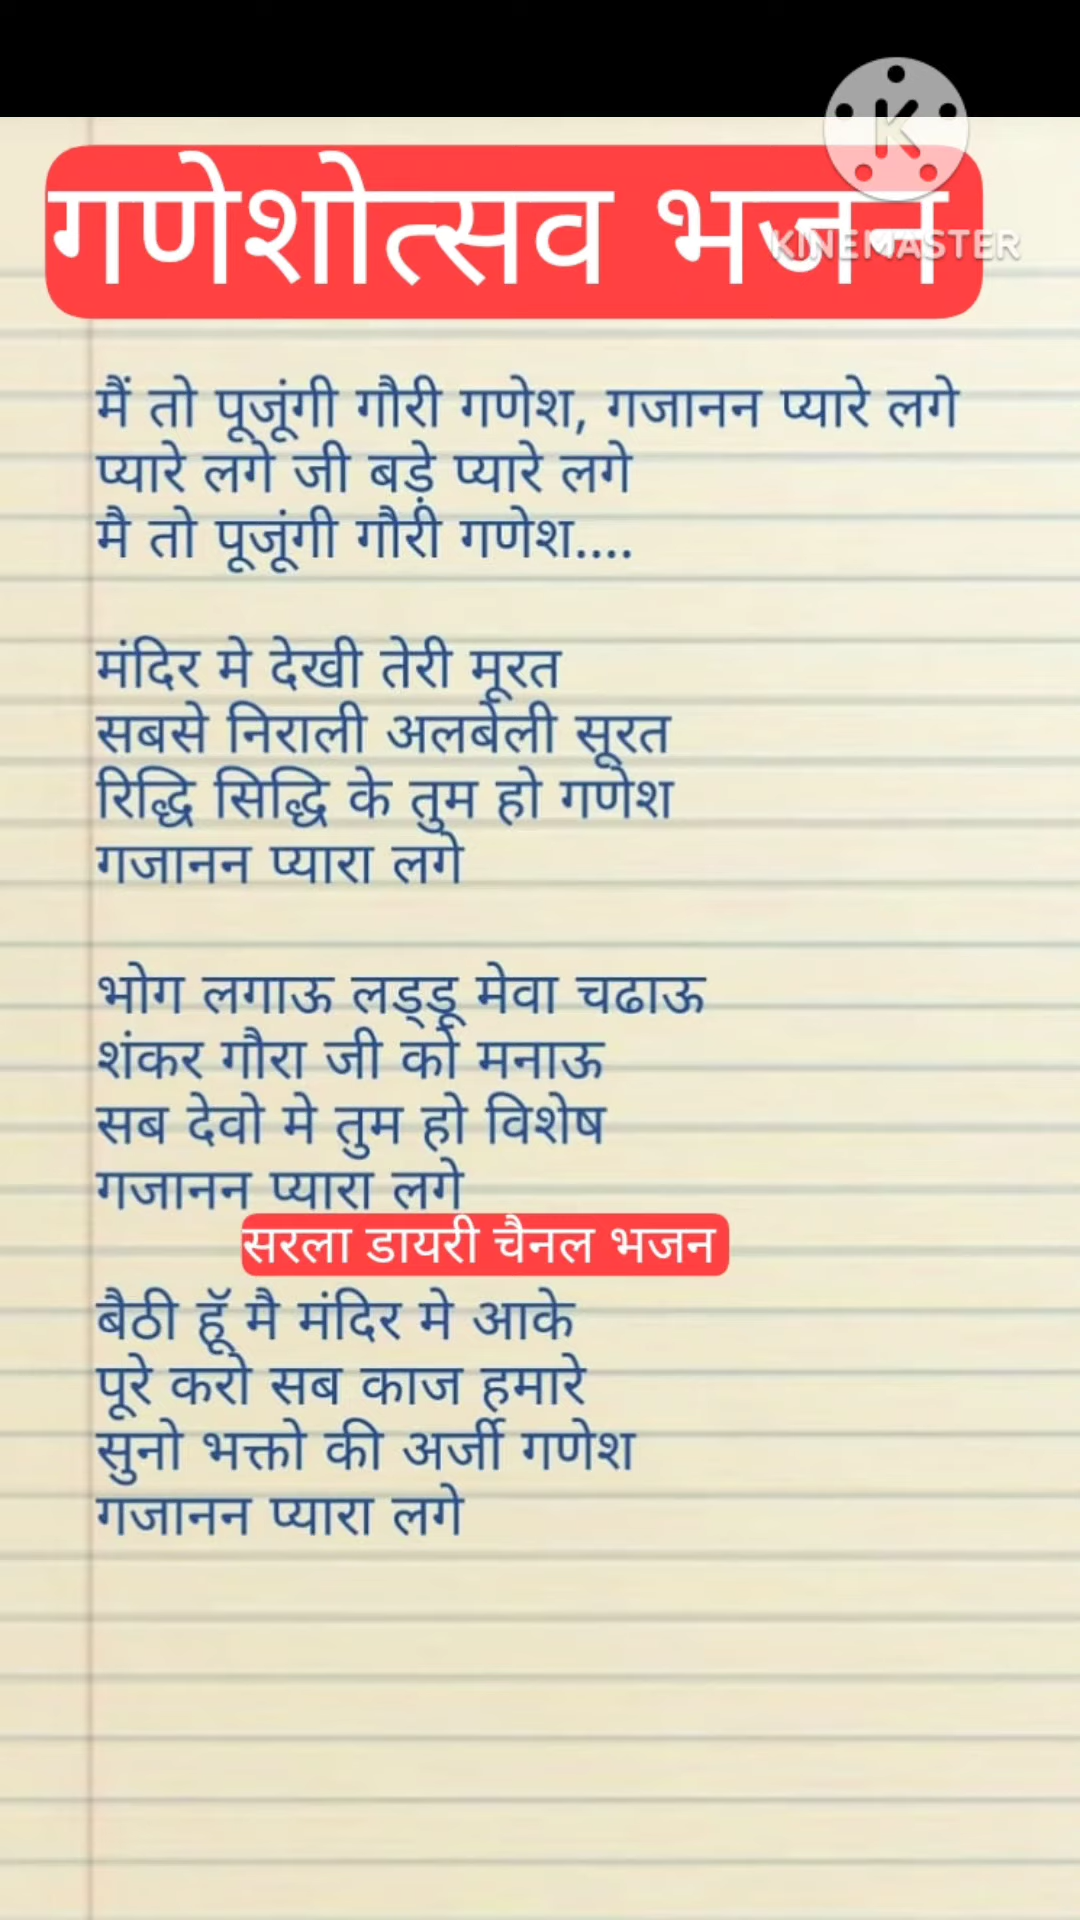 KINEMASTER
गणेशोत्सव भजन
मैं तो पूजूंगी गौरी गणेश, गजानन प्यारे लगे
प्यारे लगे जी बड़े प्यारे लगे
मै तो पूजूंगी गौरी गणेश....
मंदिर मे देखी तेरी मूरत
सबसे निराली अलबेली सूरत
रिद्धि सिद्धि के तुम हो गणेश
गजानन प्यारा लगे
भोग लगाऊ लड्डू मेवा चढाऊ
शंकर गौरा जी को मनाऊ
सब देवो मे तुम हो विशेष
गजानन प्यारा लगे
सरला डायरी चैनल भजन
बैठी हूॅ मै मंदिर मे आके
पूरे करो सब काज हमारे
सुनो भक्तो की अर्जी गणेश
गजानन प्यारा लगे